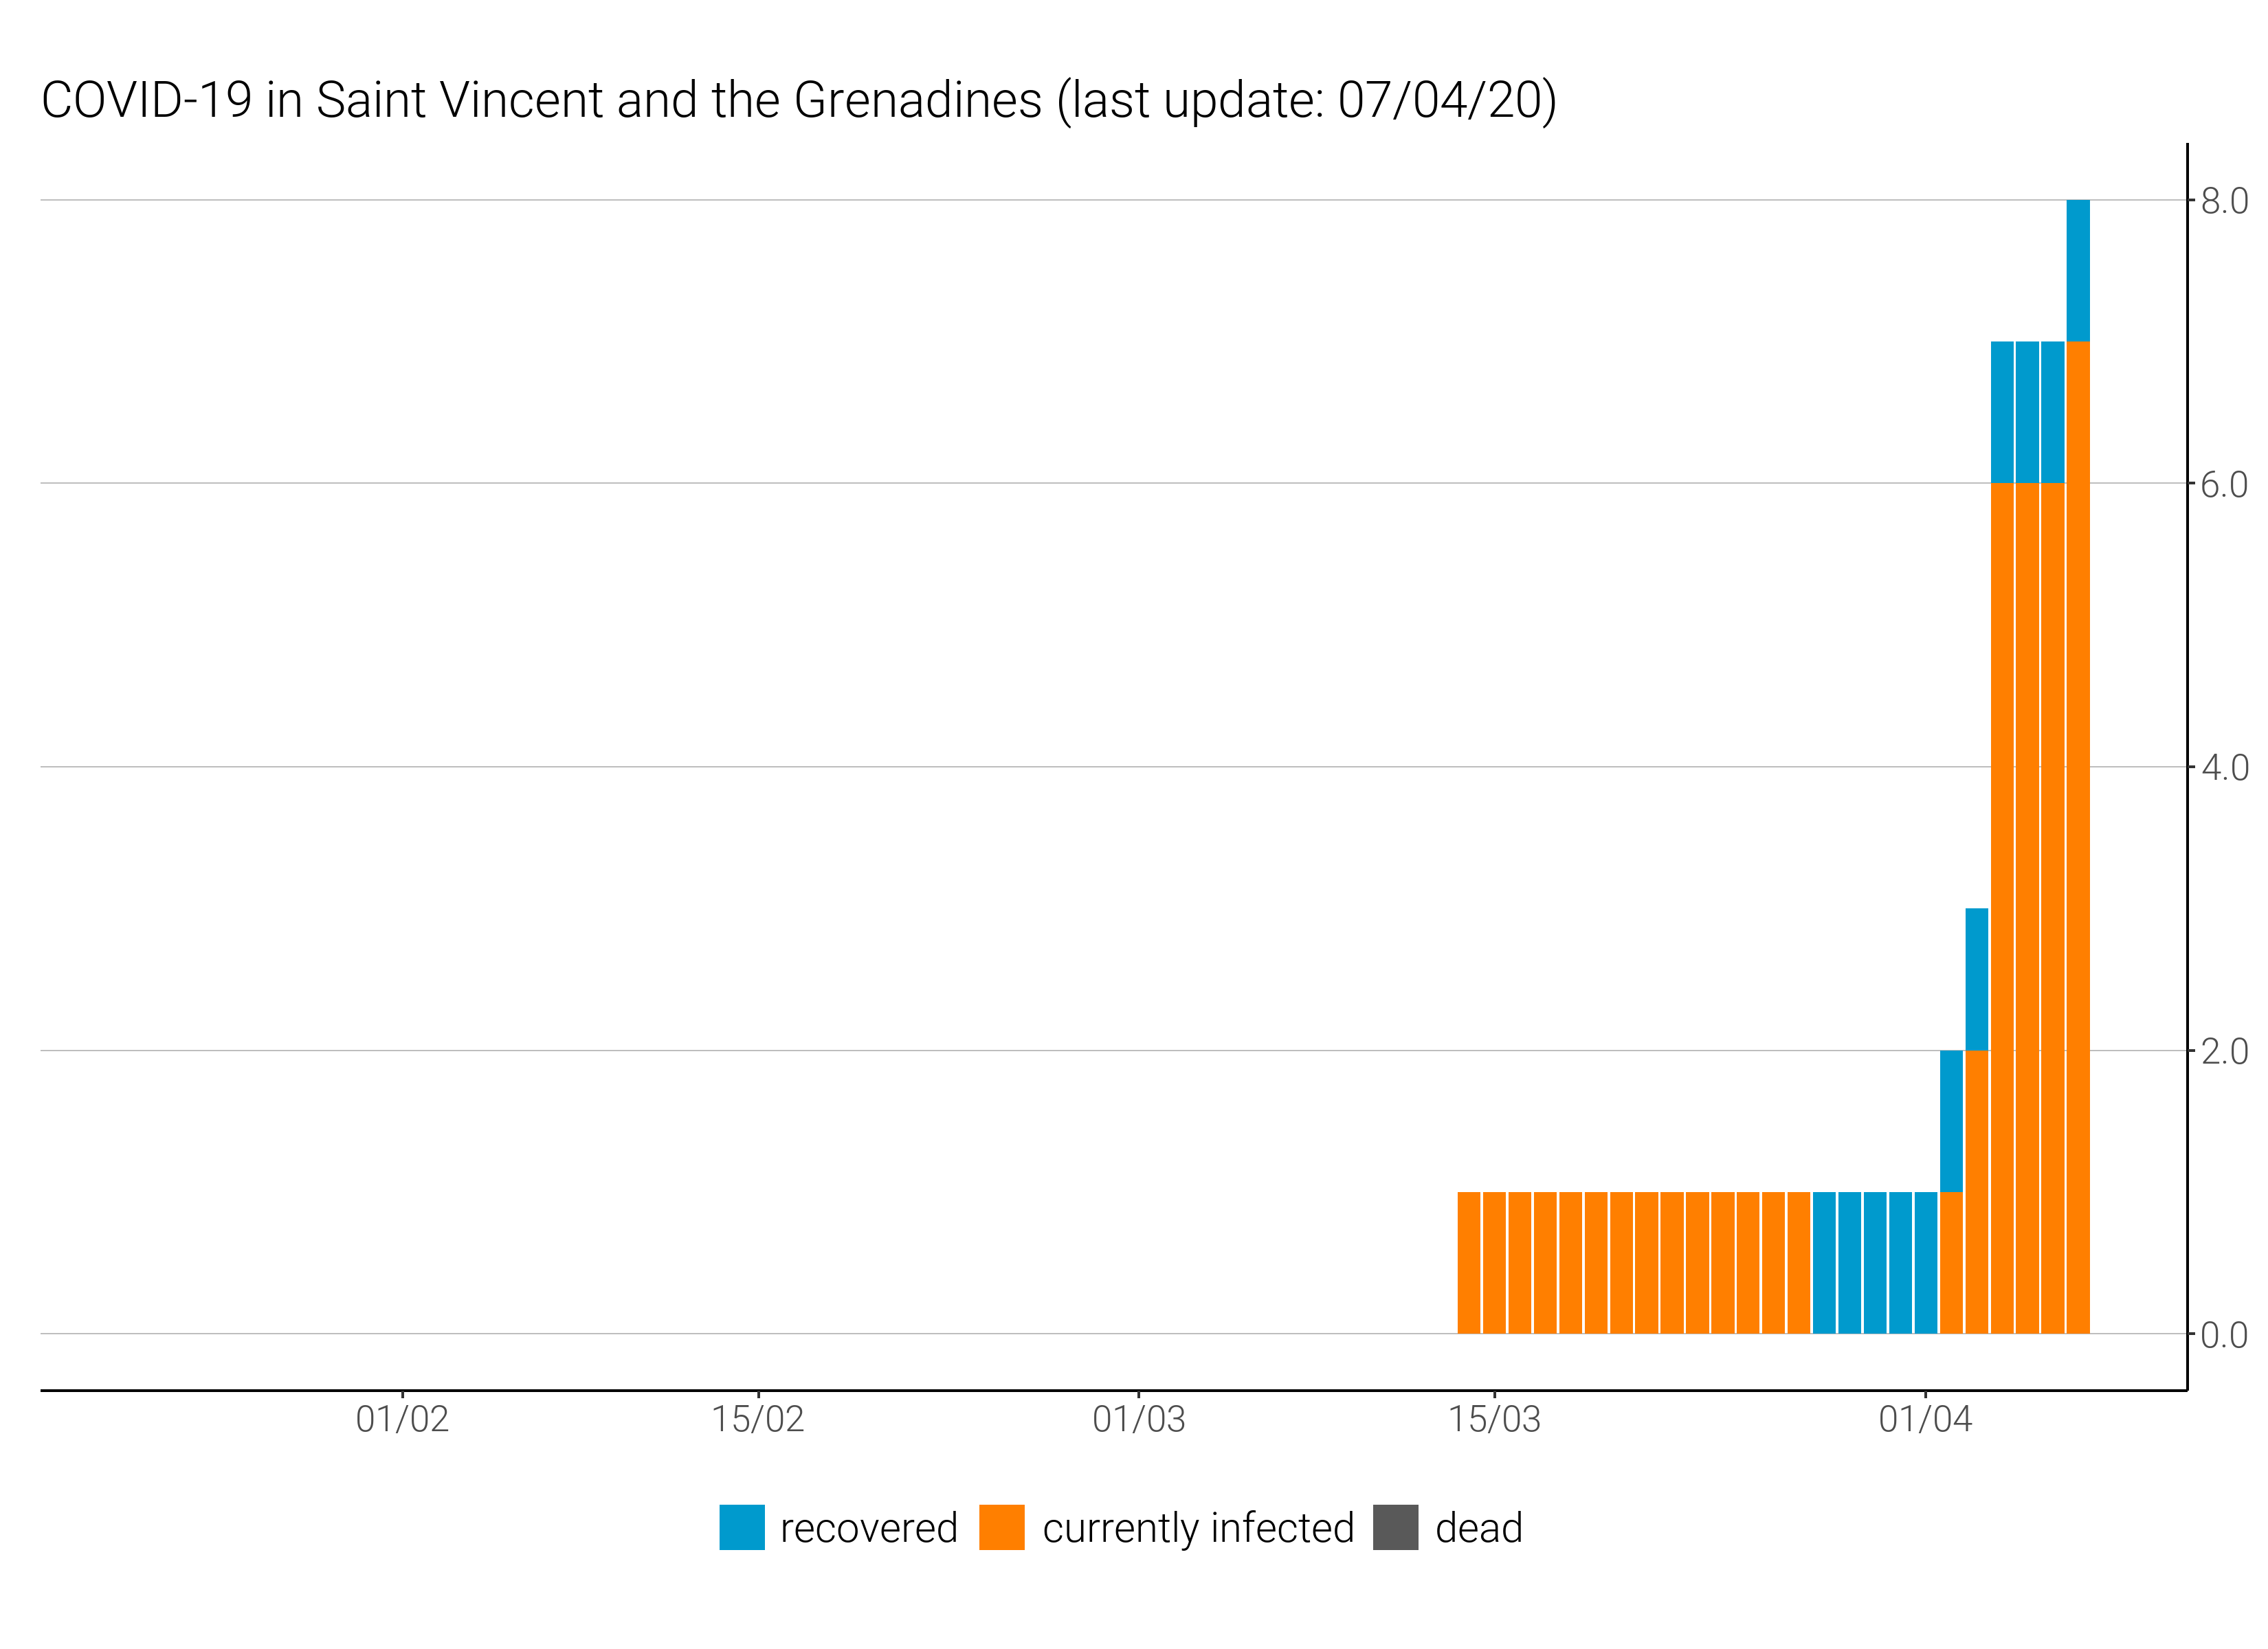 COVID-19 in Saint Vincent and the Grenadines (last update: 07/04/20)
8.0
6.0
4.0
2.0
0.0
01/02 15/02 01/03 15/03 01/04
recovered currently infected dead